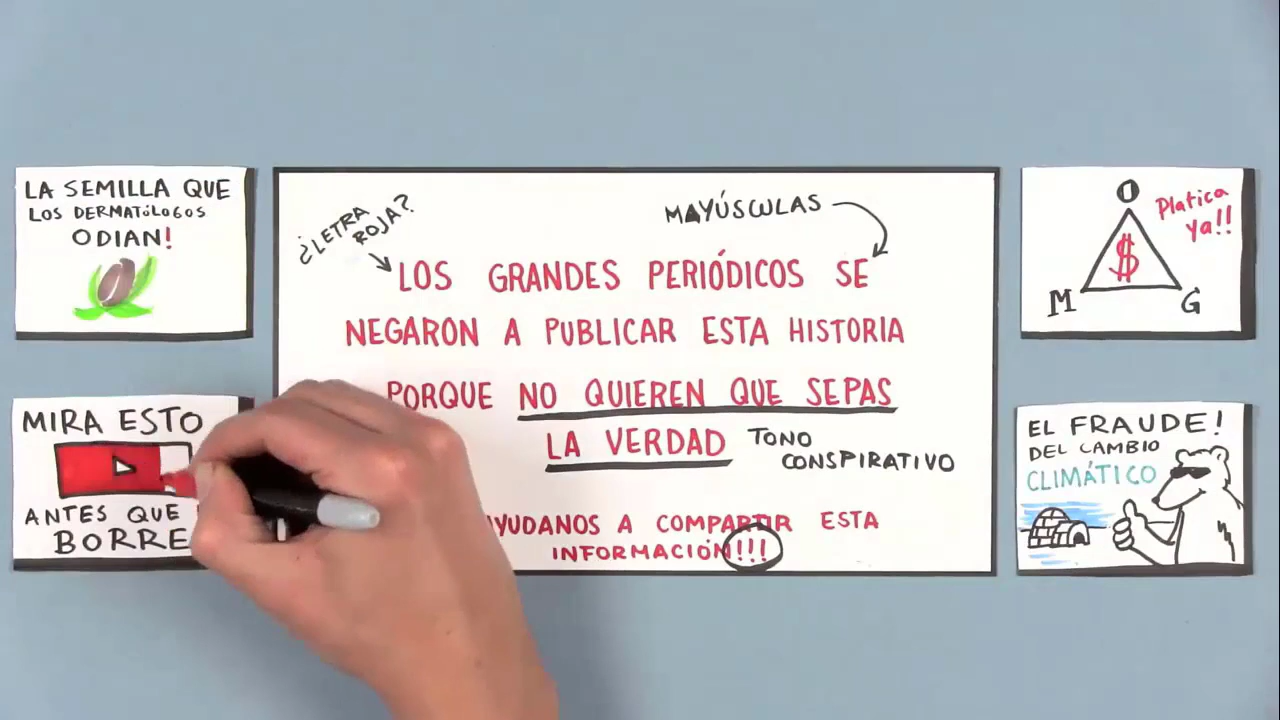 LA SEMILLA QUE
LOS DERMATÓLOGOS
ODIAN!
MIRA ESTO
ANTES QUE
BORRE
¿LETRA
ROJA?
MAYÚSCULAS
LOS GRANDES PERIÓDICOS SE
NEGARON A PUBLICAR ESTA HISTORIA
PORQUE NO QUIEREN QUE SEPAS
LA VERDAD
TONO
CONSPIRATIVO
YUDANOS A COMPARTIR ESTA
INFORMACIÓN!!!
O
M
G
$
Platica
ya!!
EL FRAUDE!
DEL CAMBIO
CLIMÁTICO